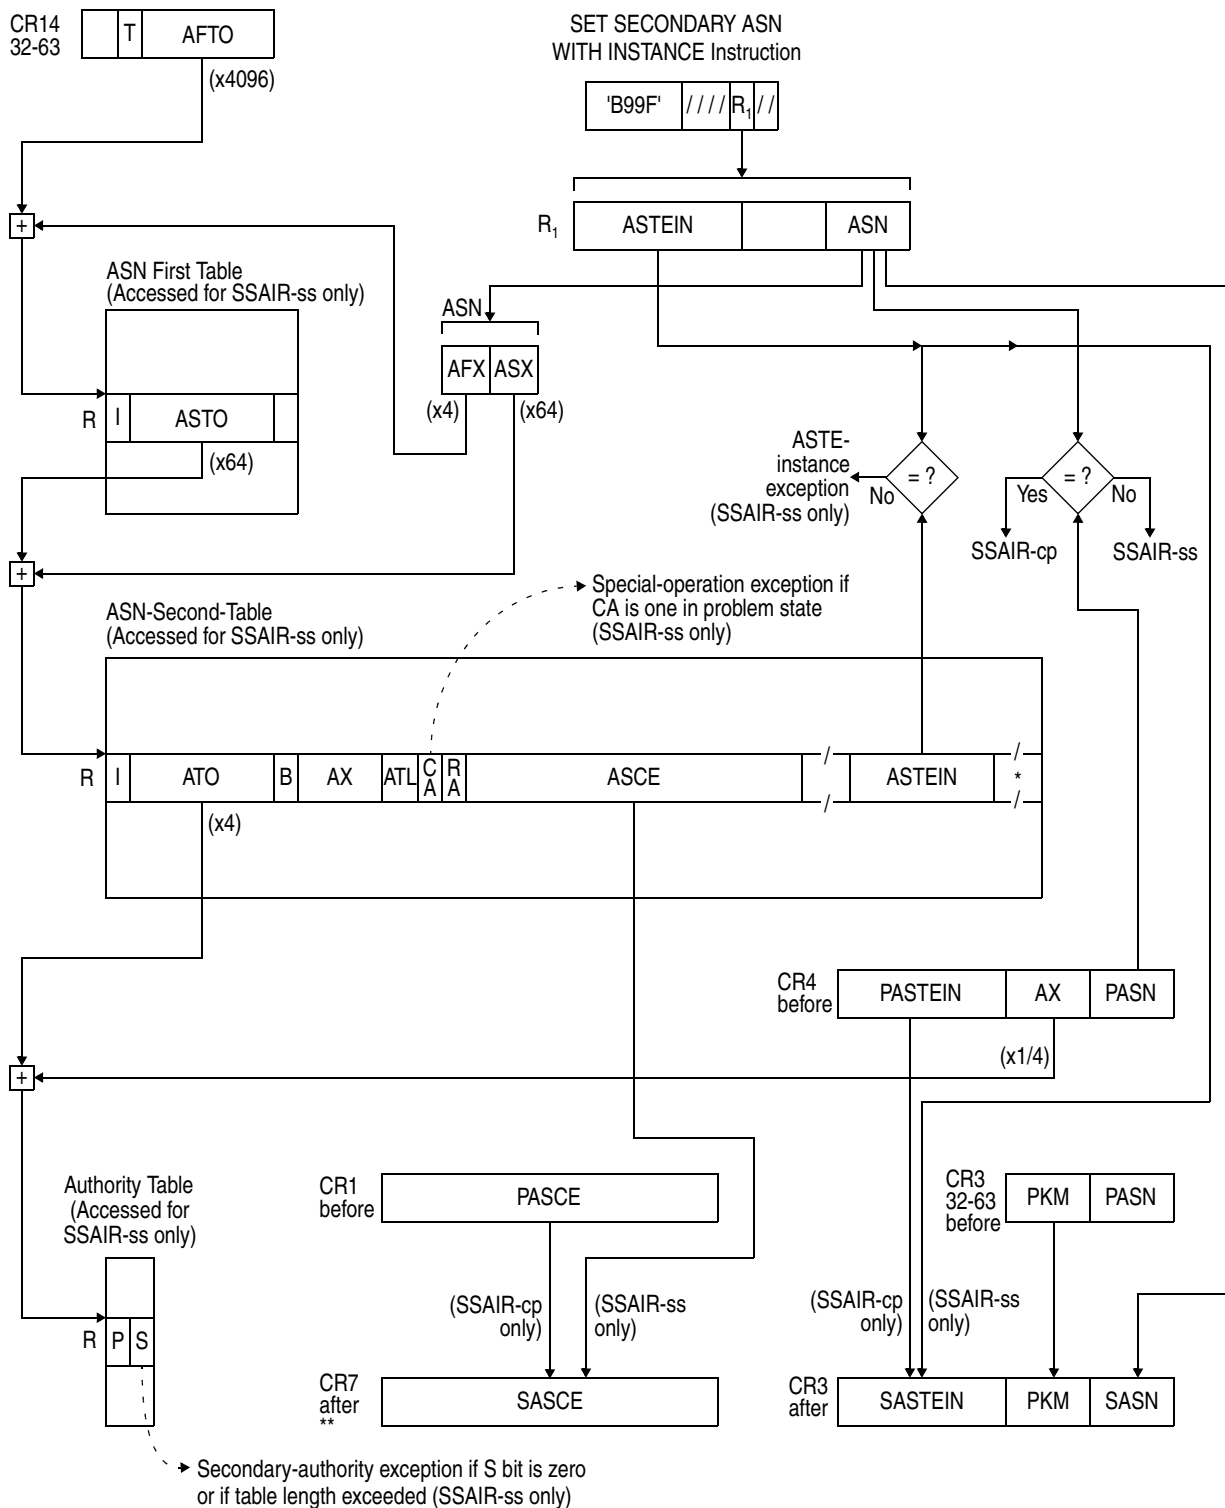 CR14
32-63
T
AFTO
(x4096)
SET SECONDARY ASN
WITH INSTANCE Instruction
'B99F'
////
R1
//
R1
ASTEIN
ASN
+
ASN First Table
(Accessed for SSAIR-ss only)
ASN
AFX
ASX
(x4)
(x64)
R
I
ASTO
(x64)
ASTE-
instance
exception
(SSAIR-ss only)
No
= ?
Yes
= ?
No
SSAIR-cp
SSAIR-ss
+
Special-operation exception if
CA is one in problem state
(SSAIR-ss only)
ASN-Second-Table
(Accessed for SSAIR-ss only)
R
I
ATO
B
AX
ATL
C
A
R
A
ASCE
/
/
ASTEIN
/
*
/
(x4)
CR4
before
PASTEIN
AX
PASN
(x1/4)
+
Authority Table
(Accessed for
SSAIR-ss only)
CR1
before
PASCE
CR3
32-63
before
PKM
PASN
R
P
S
(SSAIR-cp
only)
(SSAIR-ss
only)
(SSAIR-cp
only)
(SSAIR-ss
only)
CR7
after
**
SASCE
CR3
after
SASTEIN
PKM
SASN
Secondary-authority exception if S bit is zero
or if table length exceeded (SSAIR-ss only)